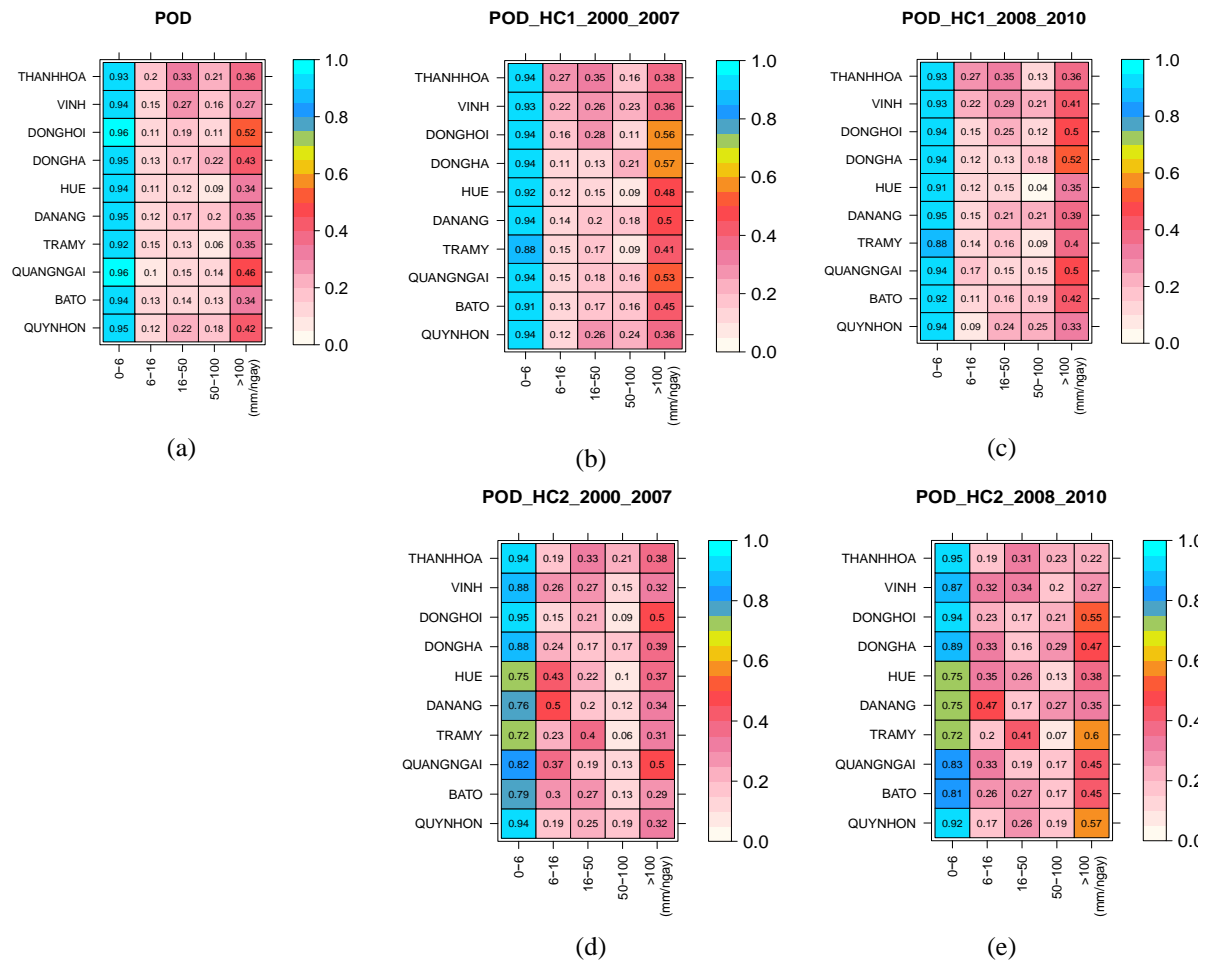 POD
THANHHOA 0.93 0.2 0.33 0.21 0.36
VINH 0.94 0.15 0.27 0.16 0.27
DONGHOI 0.96 0.11 0.19 0.11 0.52
DONGHA 0.95 0.13 0.17 0.22 0.43
HUE 0.94 0.11 0.12 0.09 0.34
DANANG 0.95 0.12 0.17 0.2 0.35
TRAMY 0.92 0.15 0.13 0.06 0.35
QUANGNGAI 0.96 0.1 0.15 0.14 0.46
BATO 0.94 0.13 0.14 0.13 0.34
QUYNHON 0.95 0.12 0.22 0.18 0.42
0−6 6−16 16−50 50−100 >100
(mm/ngay)
1.0
0.8
0.6
0.4
0.2
0.0
(a)
POD_HC1_2000_2007
THANHHOA 0.94 0.27 0.35 0.16 0.38
VINH 0.93 0.22 0.26 0.23 0.36
DONGHOI 0.94 0.16 0.28 0.11 0.56
DONGHA 0.94 0.11 0.13 0.21 0.57
HUE 0.92 0.12 0.15 0.09 0.48
DANANG 0.94 0.14 0.2 0.18 0.5
TRAMY 0.88 0.15 0.17 0.09 0.41
QUANGNGAI 0.94 0.15 0.18 0.16 0.53
BATO 0.91 0.13 0.17 0.16 0.45
QUYNHON 0.94 0.12 0.26 0.24 0.36
0−6 6−16 16−50 50−100 >100
(mm/ngay)
1.0
0.8
0.6
0.4
0.2
0.0
(b)
POD_HC1_2008_2010
THANHHOA 0.93 0.27 0.35 0.13 0.36
VINH 0.93 0.22 0.29 0.21 0.41
DONGHOI 0.94 0.15 0.25 0.12 0.5
DONGHA 0.94 0.12 0.13 0.18 0.52
HUE 0.91 0.12 0.15 0.04 0.35
DANANG 0.95 0.15 0.21 0.21 0.39
TRAMY 0.88 0.14 0.16 0.09 0.4
QUANGNGAI 0.94 0.17 0.15 0.15 0.5
BATO 0.92 0.11 0.16 0.19 0.42
QUYNHON 0.94 0.09 0.24 0.25 0.33
0−6 6−16 16−50 50−100 >100
(mm/ngay)
1.0
0.8
0.6
0.4
0.2
0.0
(c)
POD_HC2_2000_2007
THANHHOA 0.94 0.19 0.33 0.21 0.38
VINH 0.88 0.26 0.27 0.15 0.32
DONGHOI 0.95 0.15 0.21 0.09 0.5
DONGHA 0.88 0.24 0.17 0.17 0.39
HUE 0.75 0.43 0.22 0.1 0.37
DANANG 0.76 0.5 0.2 0.12 0.34
TRAMY 0.72 0.23 0.4 0.06 0.31
QUANGNGAI 0.82 0.37 0.19 0.13 0.5
BATO 0.79 0.3 0.27 0.13 0.29
QUYNHON 0.94 0.19 0.25 0.19 0.32
0−6 6−16 16−50 50−100 >100
(mm/ngay)
1.0
0.8
0.6
0.4
0.2
0.0
(d)
POD_HC2_2008_2010
THANHHOA 0.95 0.19 0.31 0.23 0.22
VINH 0.87 0.32 0.34 0.2 0.27
DONGHOI 0.94 0.23 0.17 0.21 0.55
DONGHA 0.89 0.33 0.16 0.29 0.47
HUE 0.75 0.35 0.26 0.13 0.38
DANANG 0.75 0.47 0.17 0.27 0.35
TRAMY 0.72 0.2 0.41 0.07 0.6
QUANGNGAI 0.83 0.33 0.19 0.17 0.45
BATO 0.81 0.26 0.27 0.17 0.45
QUYNHON 0.92 0.17 0.26 0.19 0.57
0−6 6−16 16−50 50−100 >100
(mm/ngay)
1.0
0.8
0.6
0.4
0.2
0.0
(e)